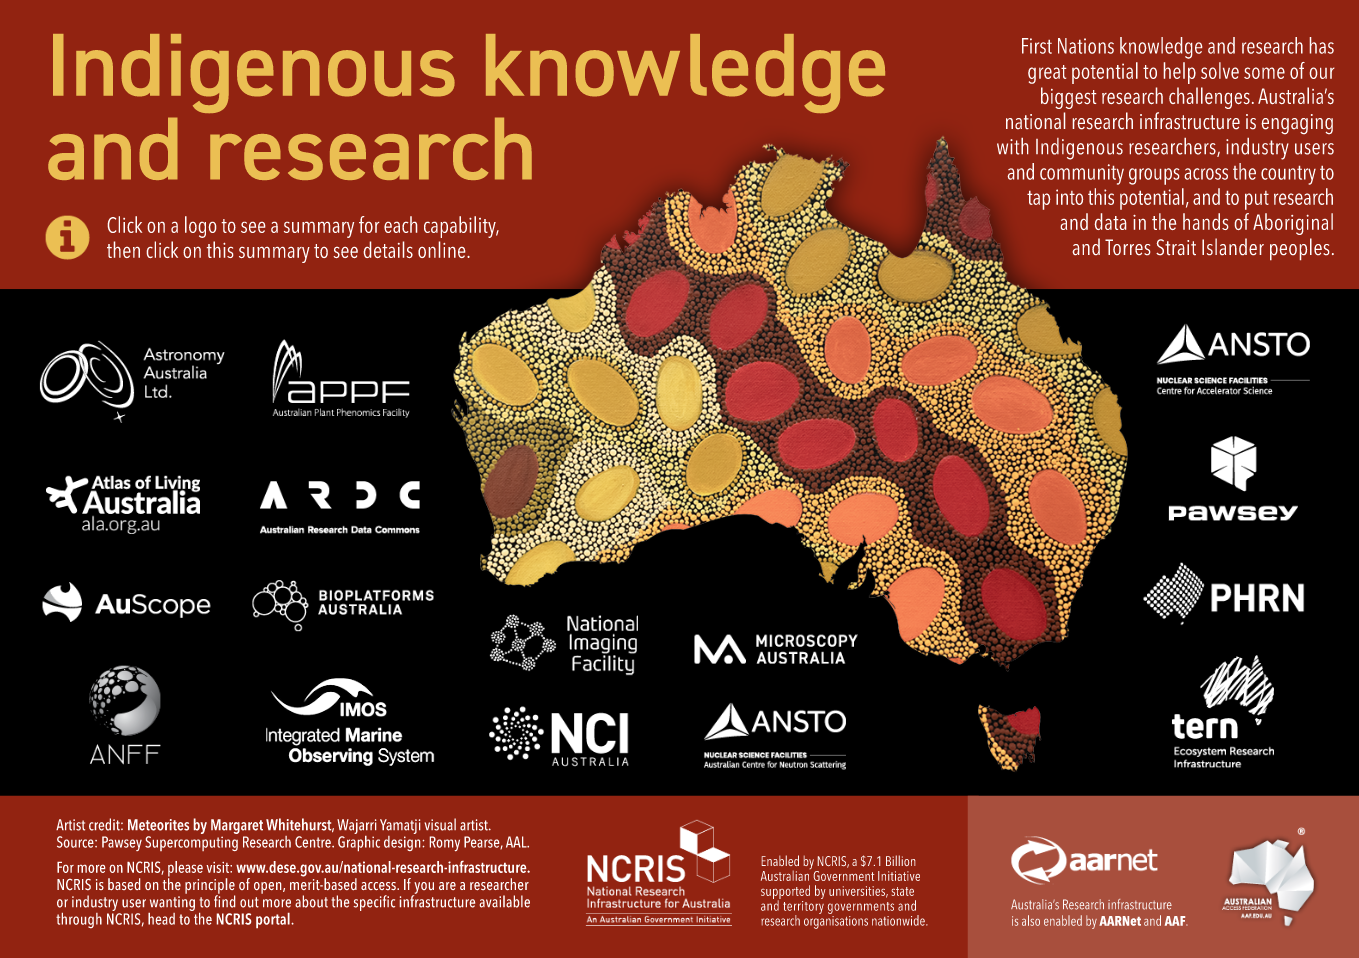 Indigenous knowledge
and research
Click on a logo to see a summary for each capability,
then click on this summary to see details online.
First Nations knowledge and research has
great potential to help solve some of our
biggest research challenges. Australia's
national research infrastructure is engaging
with Indigenous researchers, industry users
and community groups across the country to
tap into this potential, and to put research
and data in the hands of Aboriginal
and Torres Strait Islander peoples.
Astronomy
Australia
Ltd.
APPF
Australian Plant Phenomics Facility
Atlas of Living
Australia
ala.org.au
ARDC
Australian Research Data Commons
AuScope
BIOPLATFORMS
AUSTRALIA
ANFF
IMOS
Integrated Marine
Observing System
National
Imaging
Facility
MICROSCOPY
AUSTRALIA
NCI
AUSTRALIA
ANSTO
NUCLEAR SCIENCE FACILITIES
Australian Centre for Neutron Scattering
ANSTO
NUCLEAR SCIENCE FACILITIES
Centre for Accelerator Science
PAWSEY
PHRN
tern
Ecosystem Research
Infrastructure
Artist credit: Meteorites by Margaret Whitehurst, Wajarri Yamatji visual artist.
Source: Pawsey Supercomputing Research Centre. Graphic design: Romy Pearse, AAL.
For more on NCRIS, please visit: www.dese.gov.au/national-research-infrastructure.
NCRIS is based on the principle of open, merit-based access. If you are a researcher
or industry user wanting to find out more about the specific infrastructure available
through NCRIS, head to the NCRIS portal.
NCRIS
National Research
Infrastructure for Australia
An Australian Government Initiative
Enabled by NCRIS, a $7.1 Billion
Australian Government Initiative
supported by universities, state
and territory governments and
research organisations nationwide.
aarnet
Australia's Research infrastructure
is also enabled by AARNet and AAF.
®
AUSTRALIAN
ACCESS FEDERATION
AAF.EDU.AU